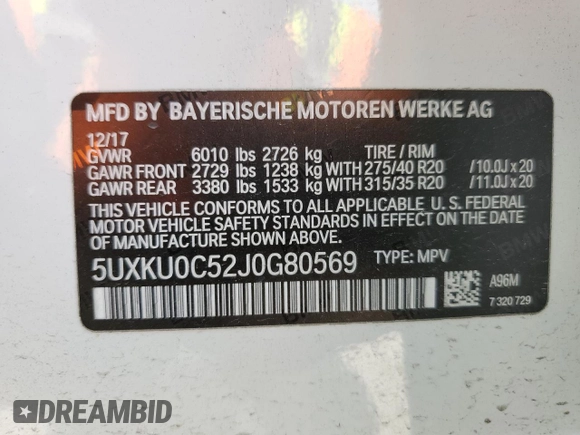 MFD BY BAYERISCHE MOTOREN WERKE AG
12/17
GVWR 6010 lbs 2726 kg TIRE / RIM
GAWR FRONT 2729 lbs 1238 kg WITH 275/40 R20 / 10.0J x 20
GAWR REAR 3380 lbs 1533 kg WITH 315/35 R20 / 11.0J x 20
THIS VEHICLE CONFORMS TO ALL APPLICABLE U. S. FEDERAL
MOTOR VEHICLE SAFETY STANDARDS IN EFFECT ON THE DATE
OF MANUFACTURE SHOWN ABOVE.
5UXKU0C52J0G80569 TYPE: MPV
A96M
7 320 729
DREAMBID